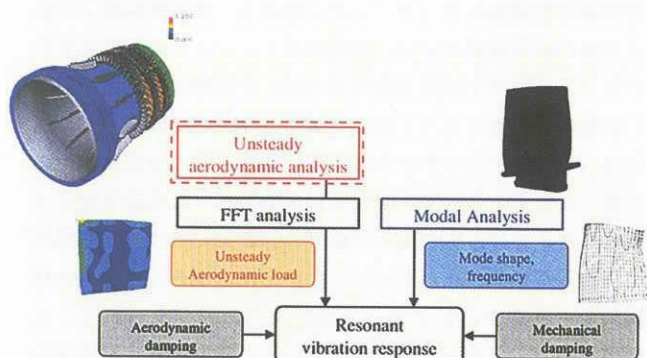 Unsteady
aerodynamic analysis
FFT analysis
Modal Analysis
Unsteady
Aerodynamic load
Mode shape,
frequency
Aerodynamic
damping
Resonant
vibration response
Mechanical
damping